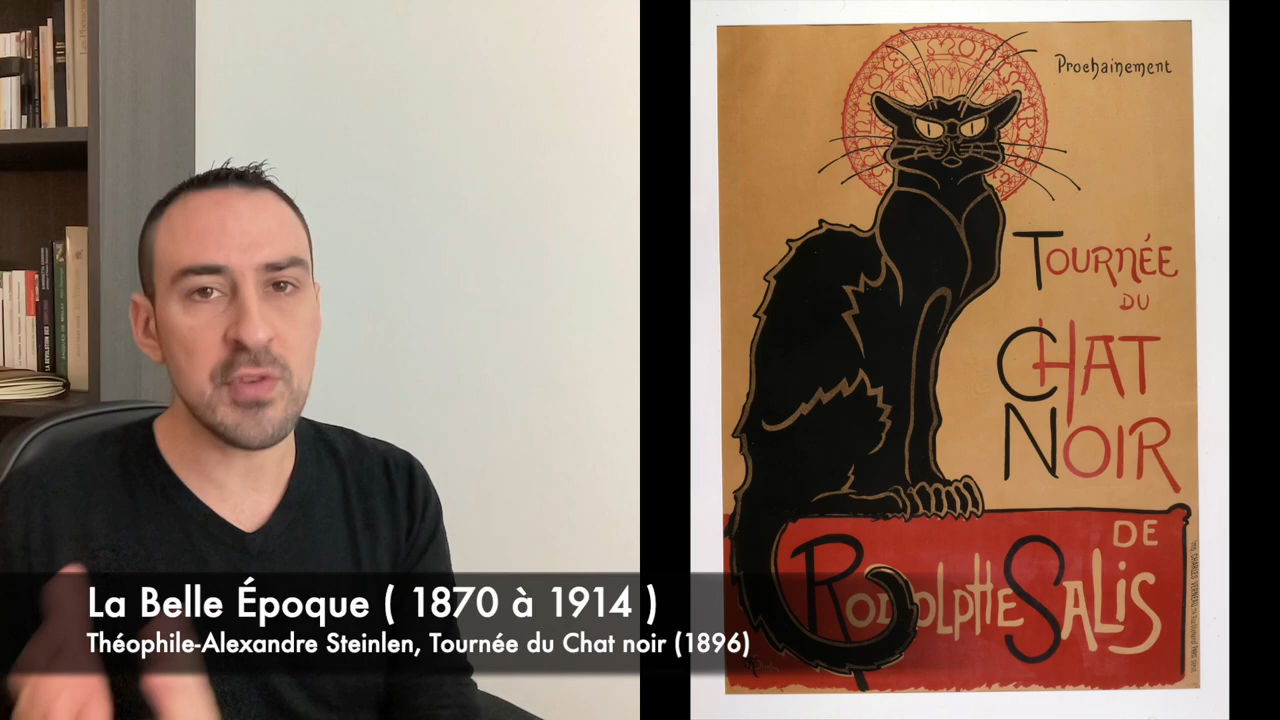 Prochainement
TOURNÉE
DU
CHAT
NOIR
DE
RODOLPHE SALIS
La Belle Époque ( 1870 à 1914 )
Théophile-Alexandre Steinlen, Tournée du Chat noir (1896)